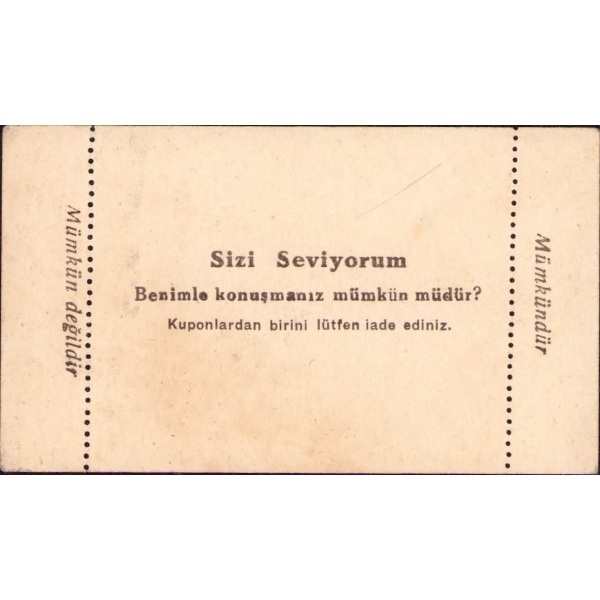 Mümkün değildir
Sizi Seviyorum
Benimle konuşmanız mümkün müdür?
Kuponlardan birini lütfen iade ediniz.
Mümkündür